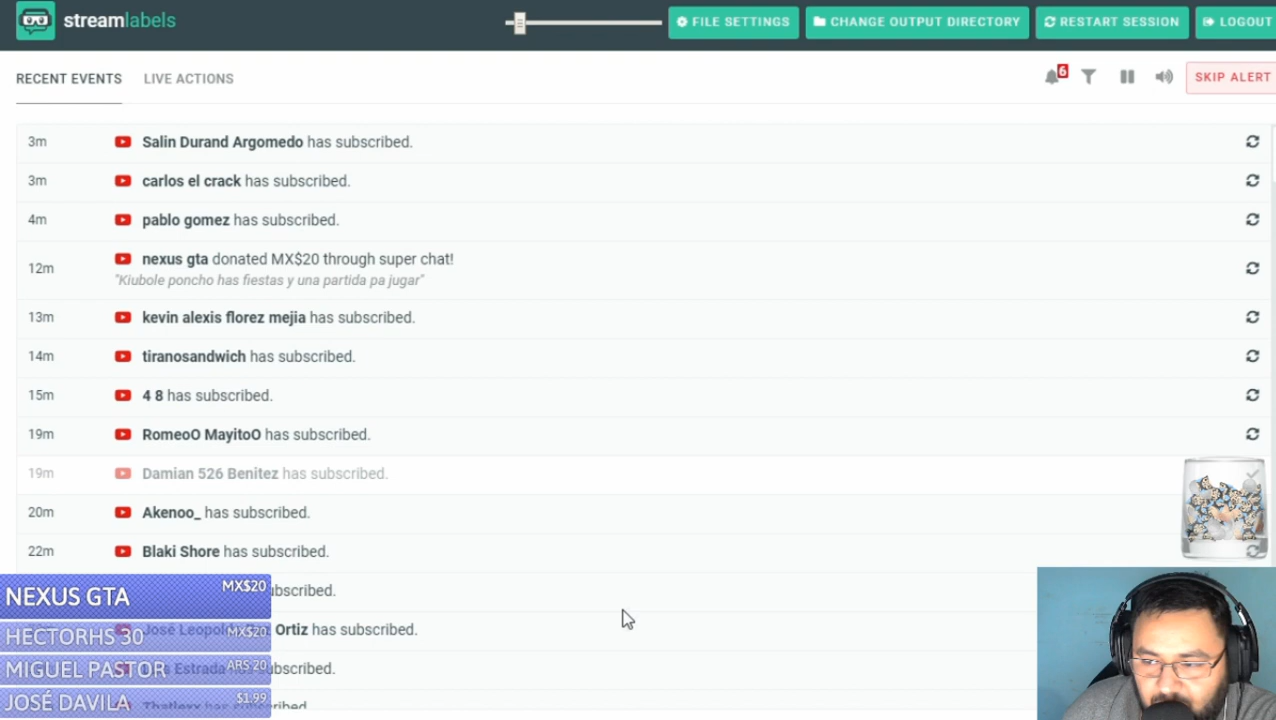 streamlabels
FILE SETTINGS
CHANGE OUTPUT DIRECTORY
RESTART SESSION
LOGOUT
RECENT EVENTS
LIVE ACTIONS
6
SKIP ALERT
3m Salin Durand Argomedo has subscribed.
3m carlos el crack has subscribed.
4m pablo gomez has subscribed.
12m nexus gta donated MX$20 through super chat!
"Kiubole poncho has fiestas y una partida pa jugar"
13m kevin alexis florez mejia has subscribed.
14m tiranosandwich has subscribed.
15m 4 8 has subscribed.
19m RomeoO MayitoO has subscribed.
19m Damian 526 Benitez has subscribed.
20m Akenoo_ has subscribed.
22m Blaki Shore has subscribed.
NEXUS GTA MX$20
HECTORHS 30 MX$20
José Leopoldo Ortiz has subscribed.
MIGUEL PASTOR ARS 20
Estrada
JOSÉ DAVILA $1.99
has subscribed.